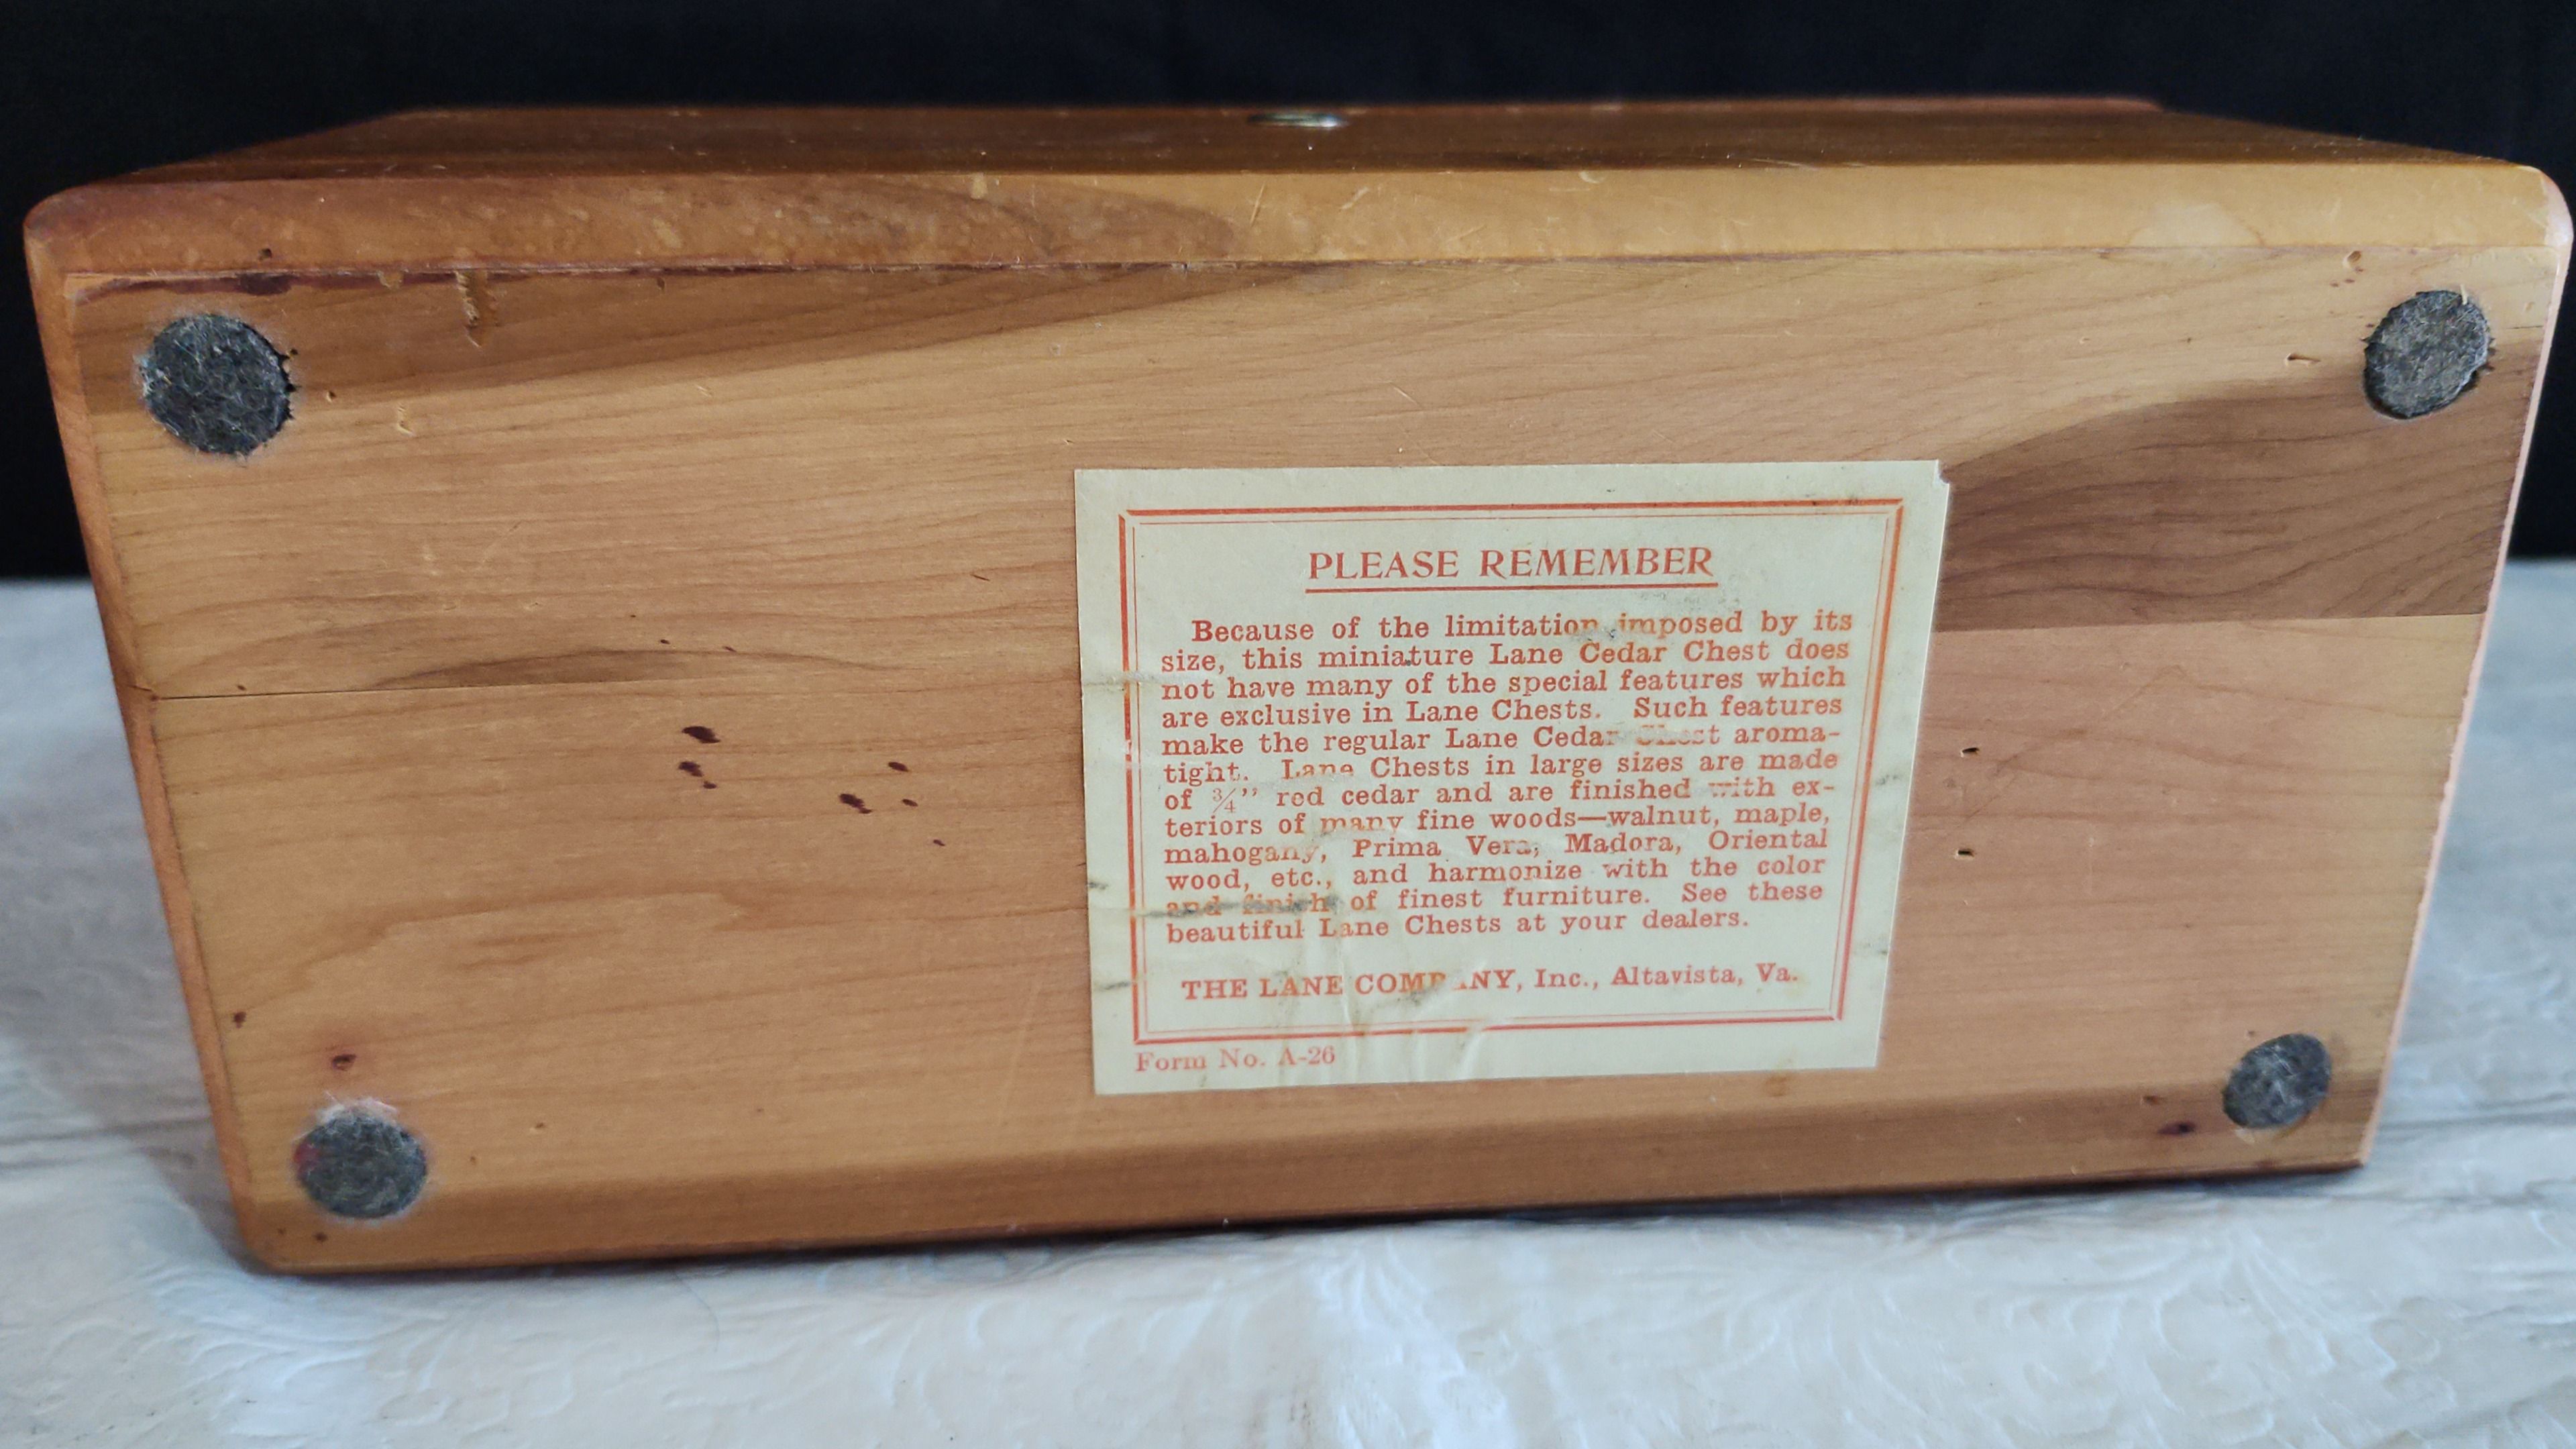 PLEASE REMEMBER
Because of the limitation imposed by its
size, this miniature Lane Cedar Chest does
not have many of the special features which
are exclusive in Lane Chests. Such features
make the regular Lane Cedar Chest aroma-
tight. Lane Chests in large sizes are made
of ¾” red cedar and are finished with ex-
teriors of many fine woods—walnut, maple,
mahogany, Prima Vera, Madora, Oriental
wood, etc., and harmonize with the color
and finish of finest furniture. See these
beautiful Lane Chests at your dealers.
THE LANE COMPANY, Inc., Altavista, Va.
Form No. A-26